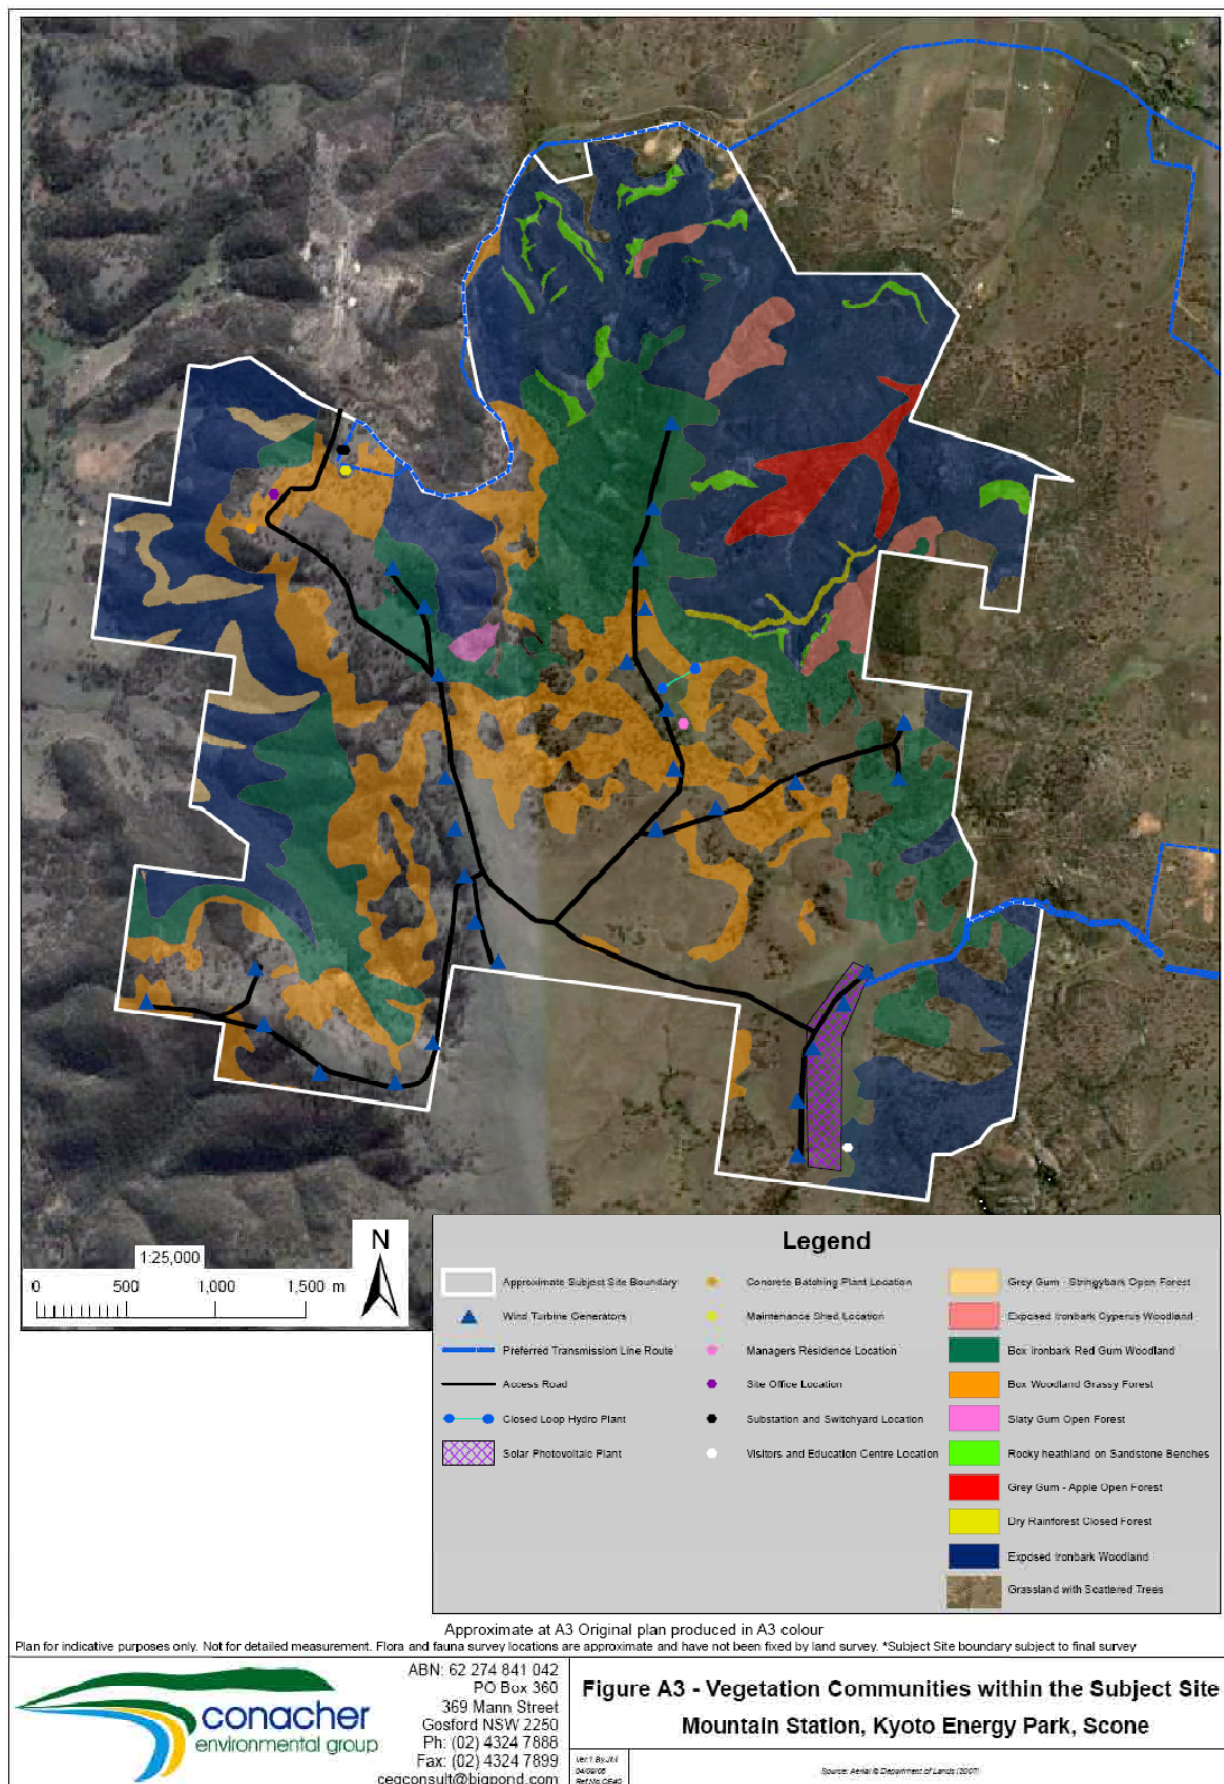 1:25,000
0 500 1,000 1,500 m
N
Legend
Approximate Subject Site Boundary
Wind Turbine Generators
Preferred Transmission Line Route
Access Road
Closed Loop Hydro Plant
Solar Photovoltaic Plant
Concrete Batching Plant Location
Maintenance Shed Location
Managers Residence Location
Site Office Location
Substation and Switchyard Location
Visitors and Education Centre Location
Grey Gum - Stringybark Open Forest
Exposed Ironbark Cyperus Woodland
Box Ironbark Red Gum Woodland
Box Woodland Grassy Forest
Slaty Gum Open Forest
Rocky heathland on Sandstone Benches
Grey Gum - Apple Open Forest
Dry Rainforest Closed Forest
Exposed Ironbark Woodland
Grassland with Scattered Trees
Approximate at A3 Original plan produced in A3 colour
Plan for indicative purposes only. Not for detailed measurement. Flora and fauna survey locations are approximate and have not been fixed by land survey. *Subject Site boundary subject to final survey
conacher
environmental group
ABN: 62 274 841 042
PO Box 360
369 Mann Street
Gosford NSW 2250
Ph: (02) 4324 7888
Fax: (02) 4324 7899
cegconsult@bigpond.com
Figure A3 - Vegetation Communities within the Subject Site
Mountain Station, Kyoto Energy Park, Scone
Source: Aerial © Department of Lands (2007)